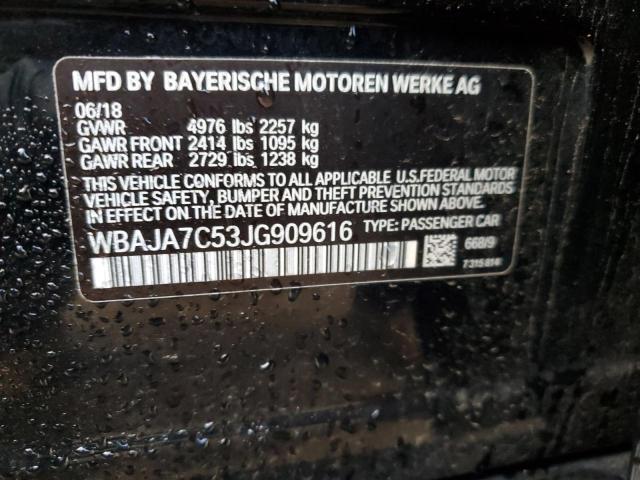 MFD BY BAYERISCHE MOTOREN WERKE AG
06/18
GVWR 4976 lbs 2257 kg
GAWR FRONT 2414 lbs 1095 kg
GAWR REAR 2729 lbs 1238 kg
THIS VEHICLE CONFORMS TO ALL APPLICABLE U.S.FEDERAL MOTOR
VEHICLE SAFETY, BUMPER AND THEFT PREVENTION STANDARDS
IN EFFECT ON THE DATE OF MANUFACTURE SHOWN ABOVE.
WBAJA7C53JG909616 TYPE: PASSENGER CAR
668/9
7315814